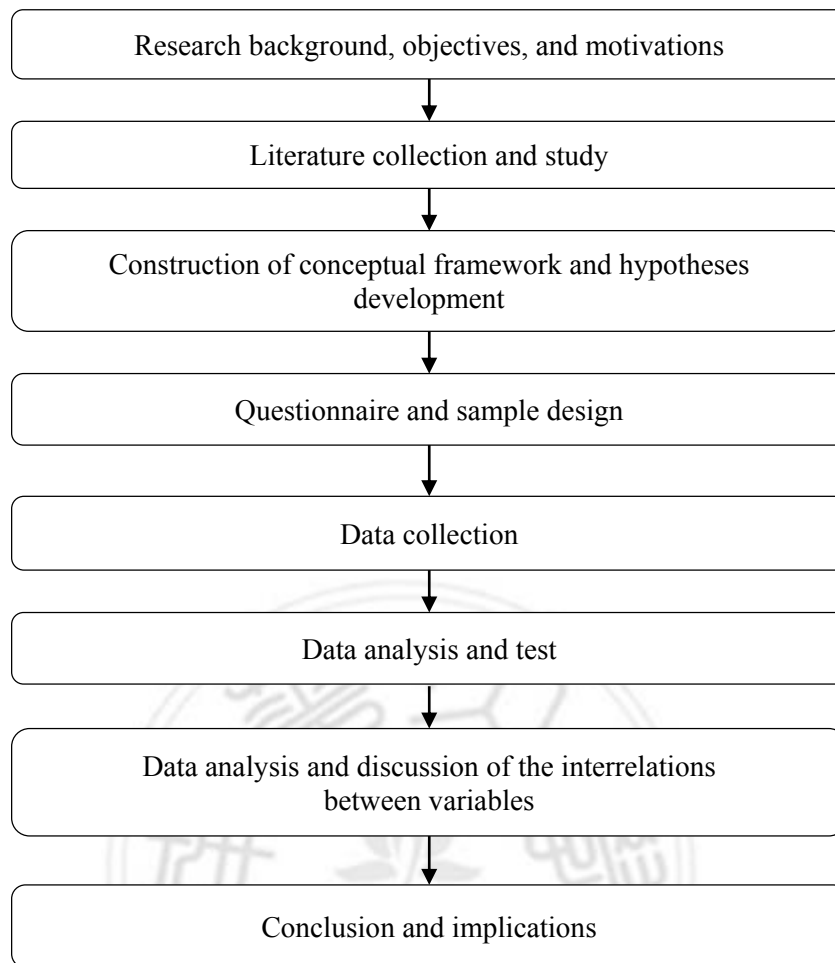 Research background, objectives, and motivations
Literature collection and study
Construction of conceptual framework and hypotheses
development
Questionnaire and sample design
Data collection
Data analysis and test
Data analysis and discussion of the interrelations
between variables
Conclusion and implications